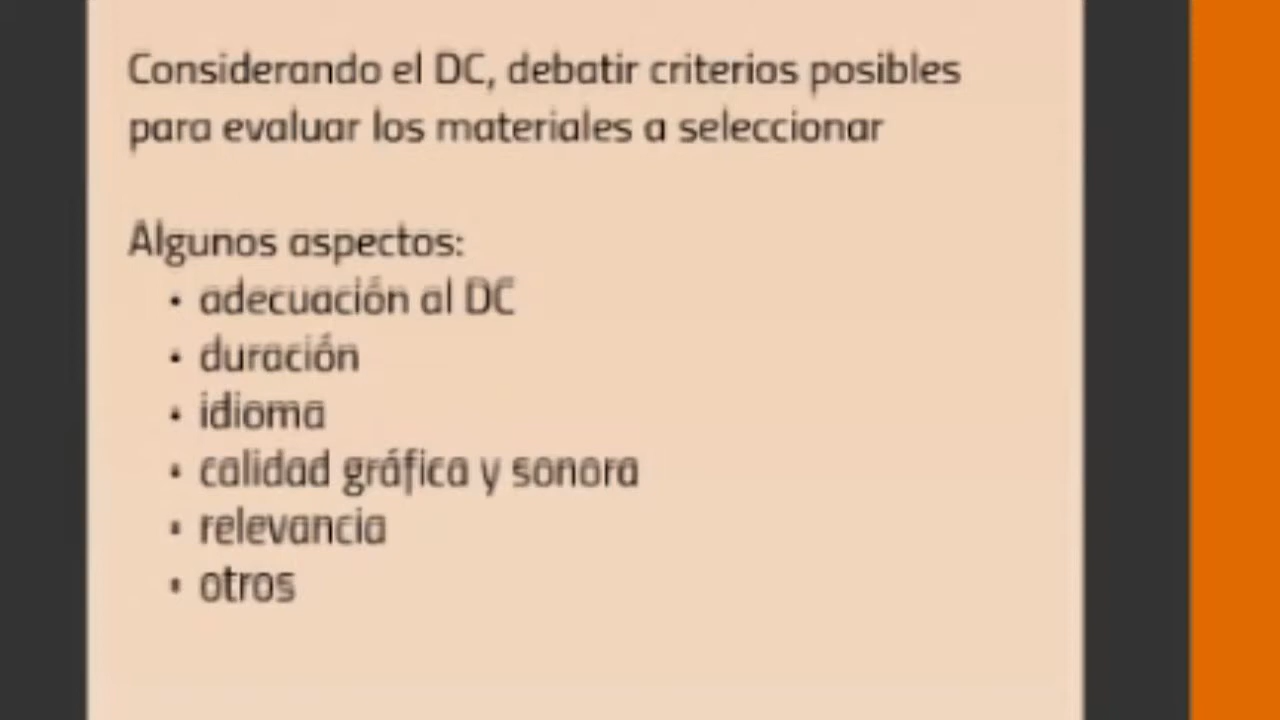 Considerando el DC, debatir criterios posibles
para evaluar los materiales a seleccionar
Algunos aspectos:
• adecuación al DC
• duración
• idioma
• calidad gráfica y sonora
• relevancia
• otros